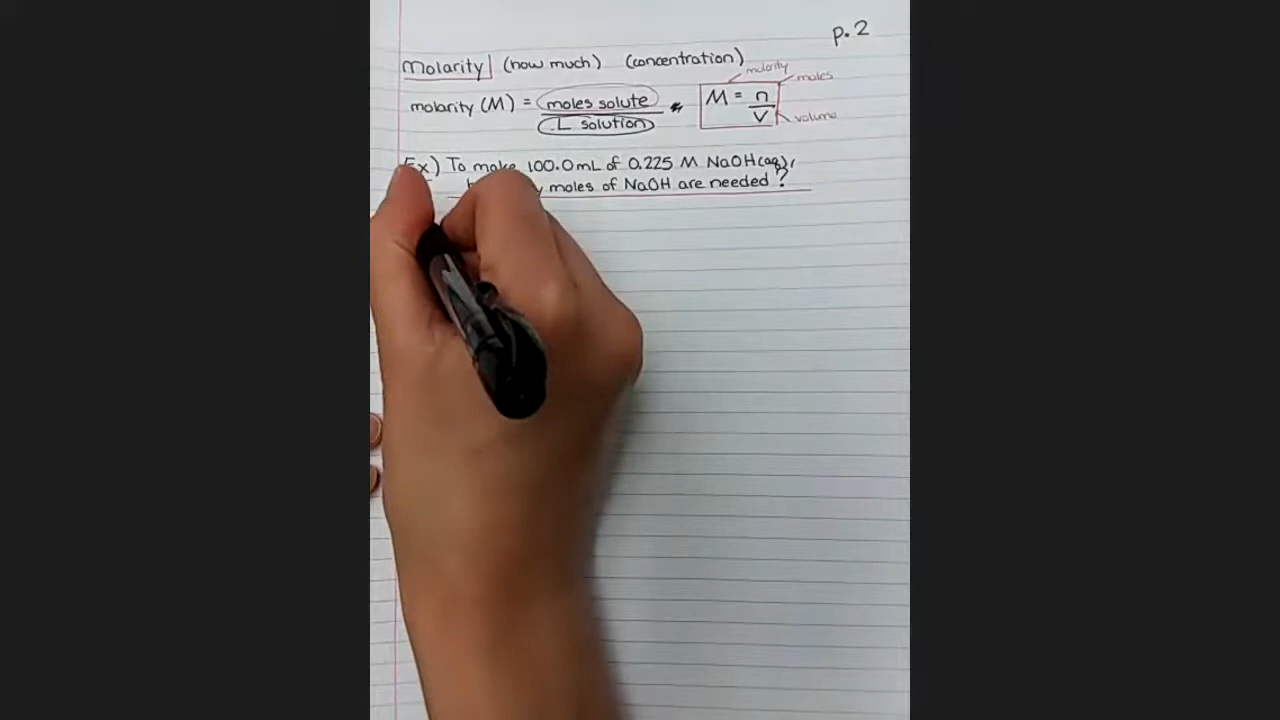 p.2
Molarity (how much) (concentration)
molarity
moles
molarity (M) = moles solute
L solution
M = n
V
volume
Ex) To make 100.0 mL of 0.225 M NaOH(aq),
moles of NaOH are needed?